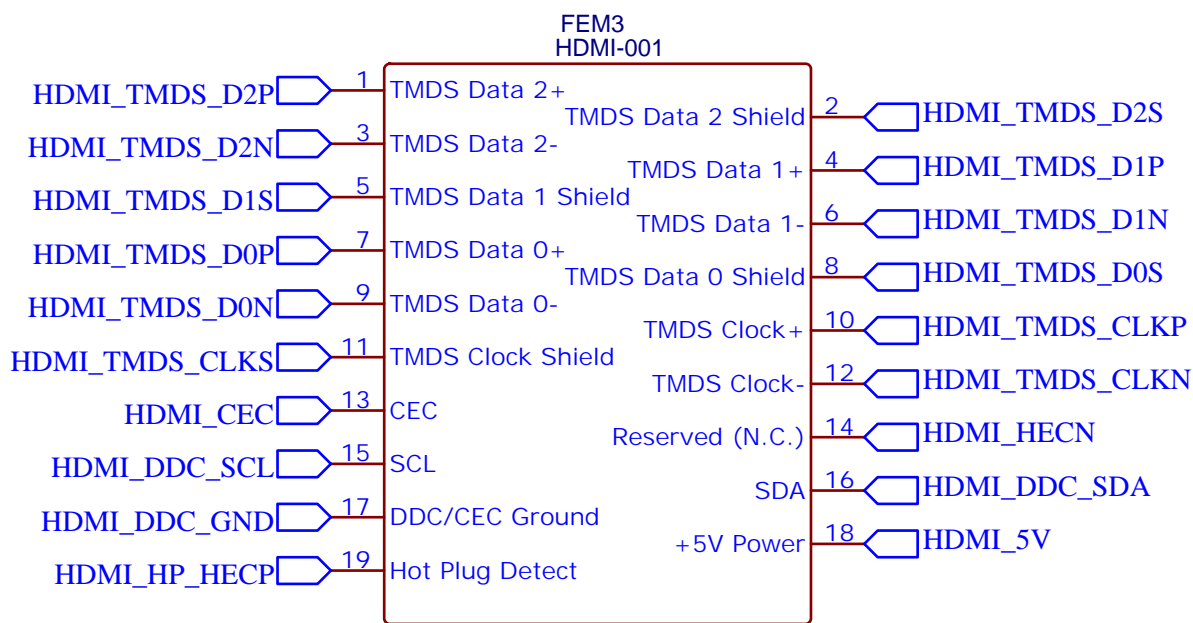 FEM3
HDMI-001
HDMI_TMDS_D2P 1 TMDS Data 2+
TMDS Data 2 Shield 2 HDMI_TMDS_D2S
HDMI_TMDS_D2N 3 TMDS Data 2-
TMDS Data 1+ 4 HDMI_TMDS_D1P
HDMI_TMDS_D1S 5 TMDS Data 1 Shield
TMDS Data 1- 6 HDMI_TMDS_D1N
HDMI_TMDS_D0P 7 TMDS Data 0+
TMDS Data 0 Shield 8 HDMI_TMDS_D0S
HDMI_TMDS_D0N 9 TMDS Data 0-
TMDS Clock+ 10 HDMI_TMDS_CLKP
HDMI_TMDS_CLKS 11 TMDS Clock Shield
TMDS Clock- 12 HDMI_TMDS_CLKN
HDMI_CEC 13 CEC
Reserved (N.C.) 14 HDMI_HECN
HDMI_DDC_SCL 15 SCL
SDA 16 HDMI_DDC_SDA
HDMI_DDC_GND 17 DDC/CEC Ground
+5V Power 18 HDMI_5V
HDMI_HP_HECP 19 Hot Plug Detect